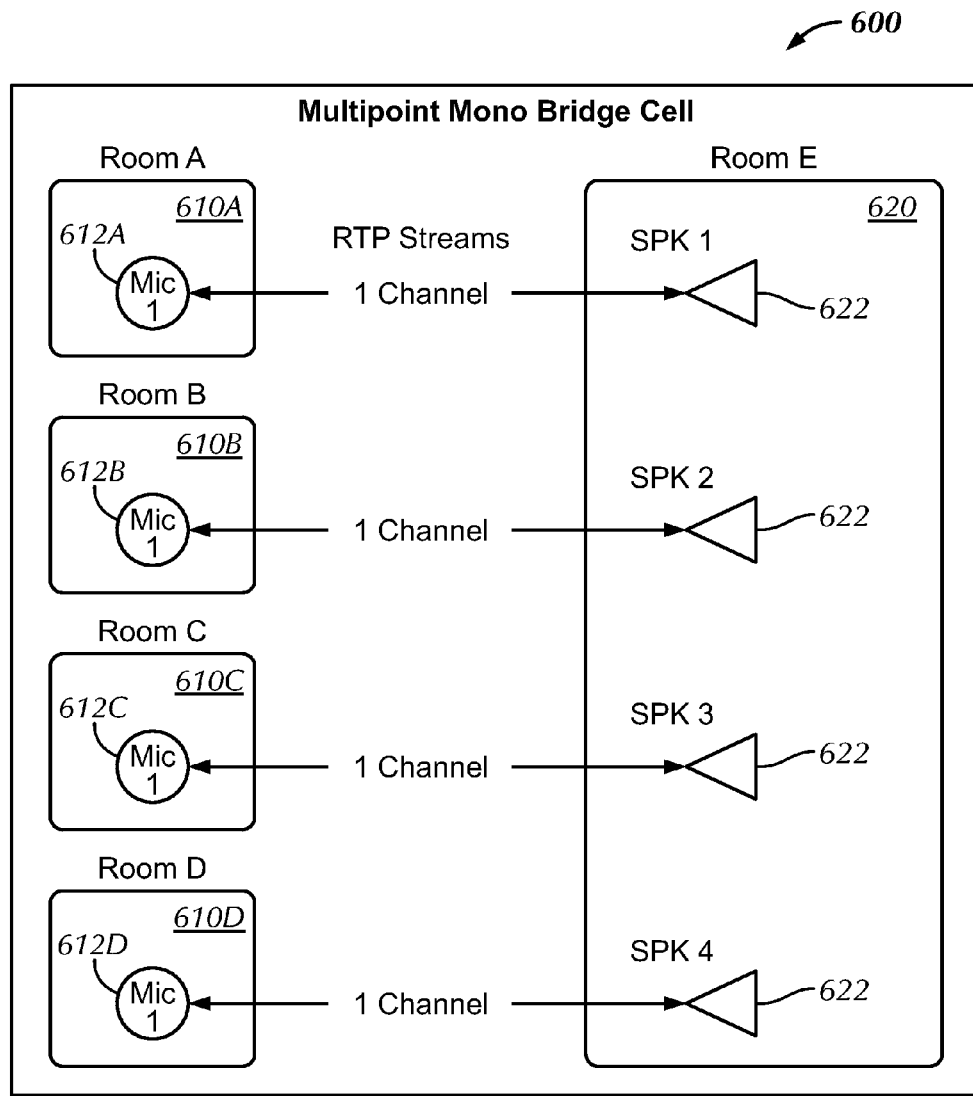 600
Multipoint Mono Bridge Cell
Room A
Room E
610A
620
612A
Mic
1
RTP Streams
1 Channel
SPK 1
622
Room B
610B
612B
Mic
1
1 Channel
SPK 2
622
Room C
610C
612C
Mic
1
1 Channel
SPK 3
622
Room D
610D
612D
Mic
1
1 Channel
SPK 4
622